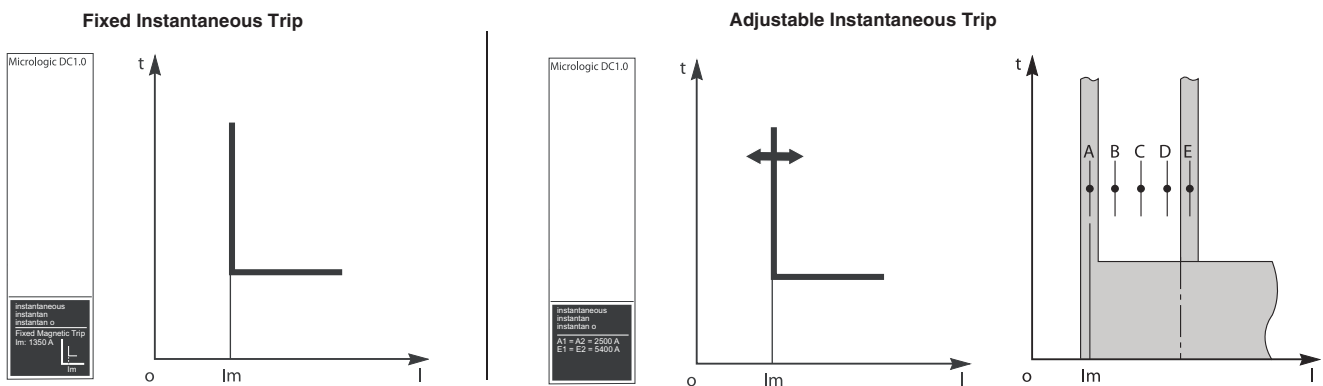 Fixed Instantaneous Trip
Micrologic DC1.0
instantaneous
instantan
instantan o
Fixed Magnetic Trip
Im: 1350 A
Im
t
o
Im
I
Adjustable Instantaneous Trip
Micrologic DC1.0
instantaneous
instantan
instantan o
A1 = A2 = 2500 A
E1 = E2 = 5400 A
t
o
Im
I
t
A B C D E
o
Im
I